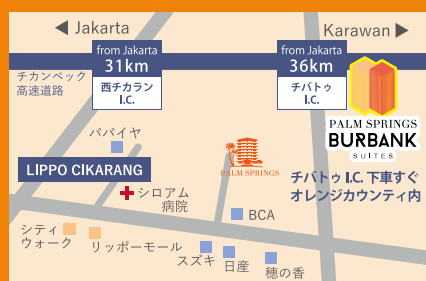 ◀ Jakarta
Karawan ▶
from Jakarta
31km
西チカラン
I.C.
from Jakarta
36km
チバトゥ
I.C.
チカンペック
高速道路
PALM SPRINGS
BURBANK
SUITES
パパイヤ
LIPPO CIKARANG
PALM SPRINGS
チバトゥ I.C. 下車すぐ
オレンジカウンティ内
シロアム
病院
BCA
シティ
ウォーク
リッポーモール
スズキ
日産
穂の香